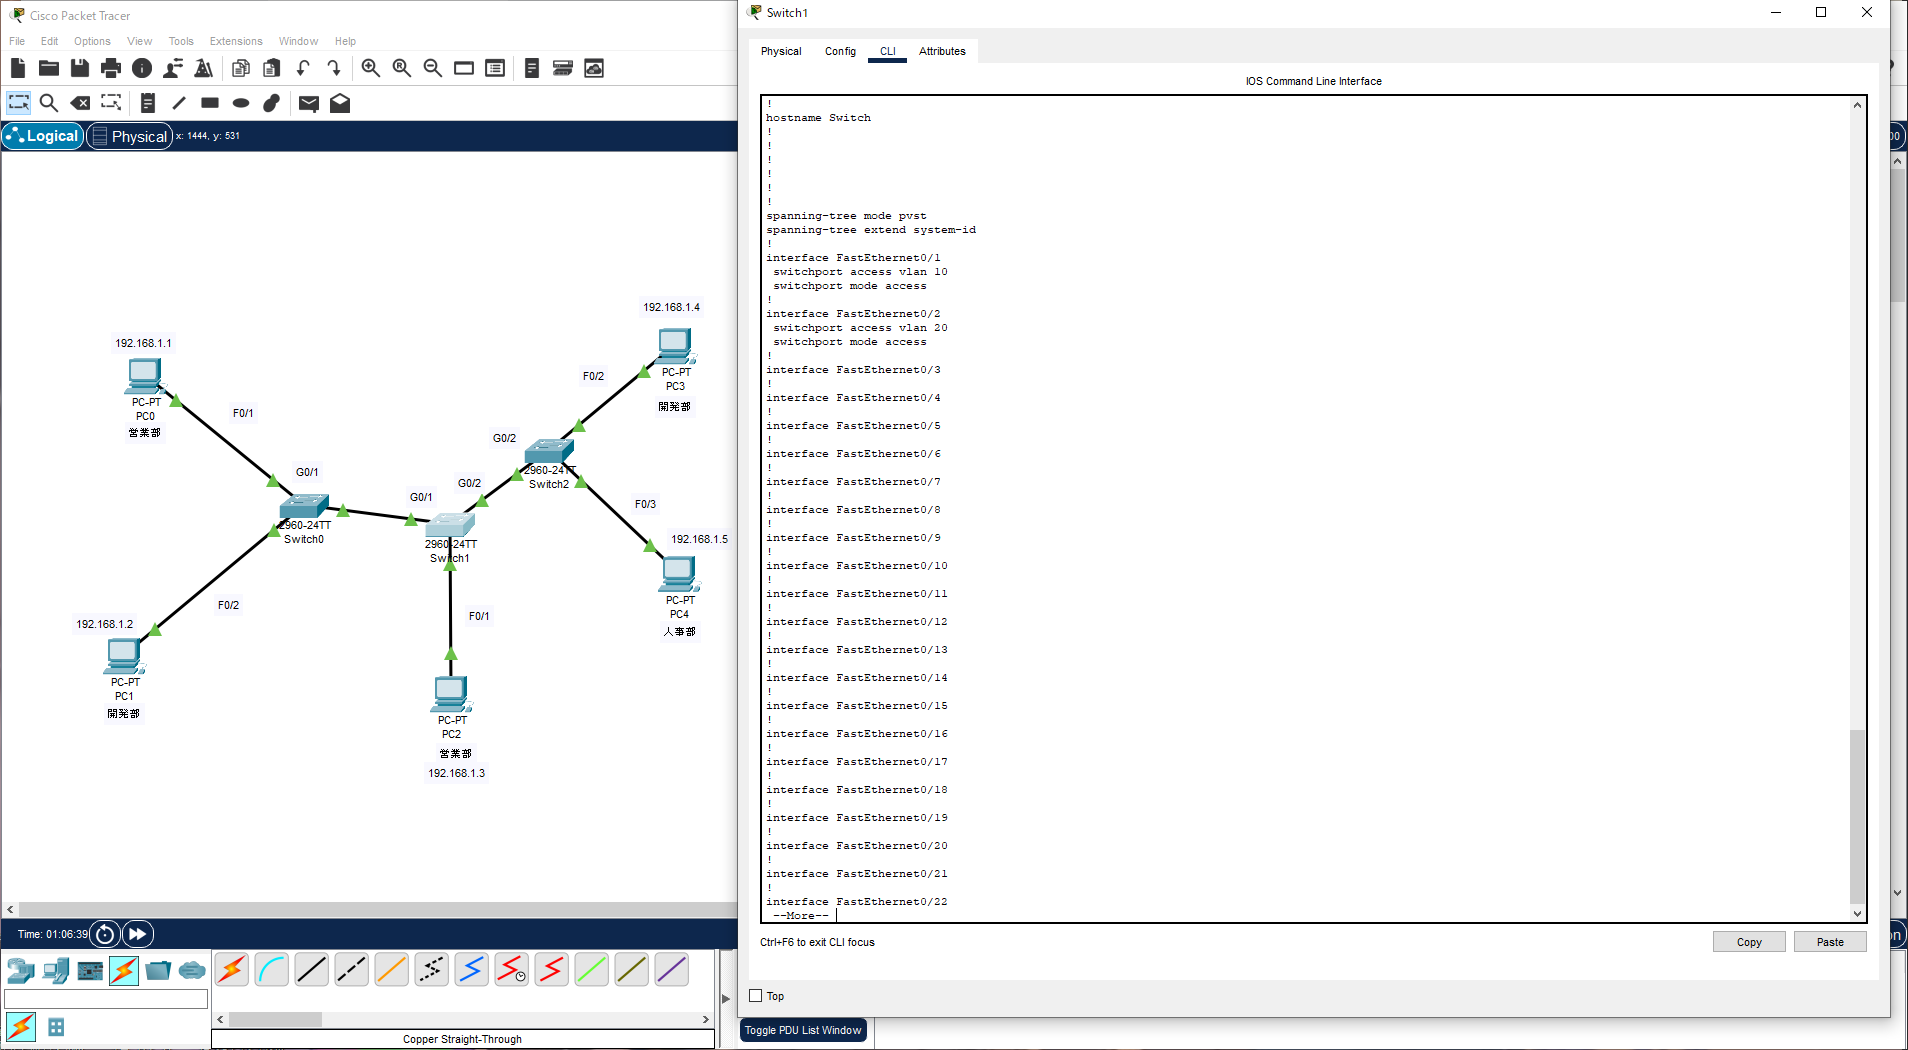 Cisco Packet Tracer
File Edit Options View Tools Extensions Window Help
Logical
Physical
x: 1444, y: 531
192.168.1.1
PC-PT
PC0
営業部
F0/1
G0/1
2960-24TT
Switch0
F0/2
192.168.1.2
PC-PT
PC1
開発部
G0/1
G0/2
2960-24TT
Switch1
F0/1
PC-PT
PC2
営業部
192.168.1.3
G0/2
2960-24TT
Switch2
F0/2
192.168.1.4
PC-PT
PC3
開発部
F0/3
192.168.1.5
PC-PT
PC4
人事部
Time: 01:06:39
Copper Straight-Through
Switch1
Physical Config CLI Attributes
IOS Command Line Interface
!
hostname Switch
!
!
!
!
!
!
spanning-tree mode pvst
spanning-tree extend system-id
!
interface FastEthernet0/1
switchport access vlan 10
switchport mode access
!
interface FastEthernet0/2
switchport access vlan 20
switchport mode access
!
interface FastEthernet0/3
!
interface FastEthernet0/4
!
interface FastEthernet0/5
!
interface FastEthernet0/6
!
interface FastEthernet0/7
!
interface FastEthernet0/8
!
interface FastEthernet0/9
!
interface FastEthernet0/10
!
interface FastEthernet0/11
!
interface FastEthernet0/12
!
interface FastEthernet0/13
!
interface FastEthernet0/14
!
interface FastEthernet0/15
!
interface FastEthernet0/16
!
interface FastEthernet0/17
!
interface FastEthernet0/18
!
interface FastEthernet0/19
!
interface FastEthernet0/20
!
interface FastEthernet0/21
!
interface FastEthernet0/22
--More--
Ctrl+F6 to exit CLI focus
Copy
Paste
Top
Toggle PDU List Window